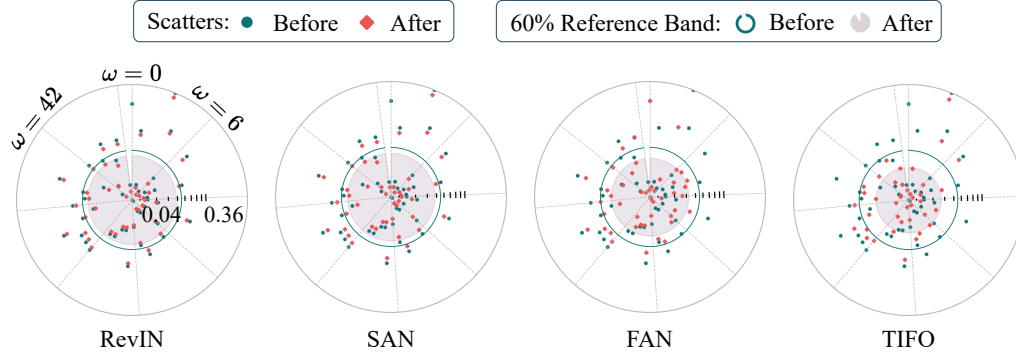 Scatters: Before After
60% Reference Band: Before After
ω = 42
ω = 0
ω = 6
0.04 0.36
RevIN
SAN
FAN
TIFO